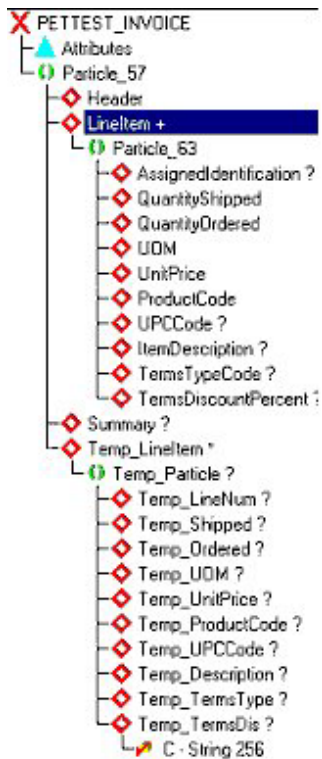 PETTEST_INVOICE
Attributes
Particle_57
Header
LineItem +
Particle_63
AssignedIdentification ?
QuantityShipped
QuantityOrdered
UOM
UnitPrice
ProductCode
UPCCode ?
ItemDescription ?
TermsTypeCode ?
TermsDiscountPercent ?
Summary ?
Temp_LineItem *
Temp_Particle ?
Temp_LineNum ?
Temp_Shipped ?
Temp_Ordered ?
Temp_UOM ?
Temp_UnitPrice ?
Temp_ProductCode ?
Temp_UPCCode ?
Temp_Description ?
Temp_TermsType ?
Temp_TermsDis ?
C - String 256